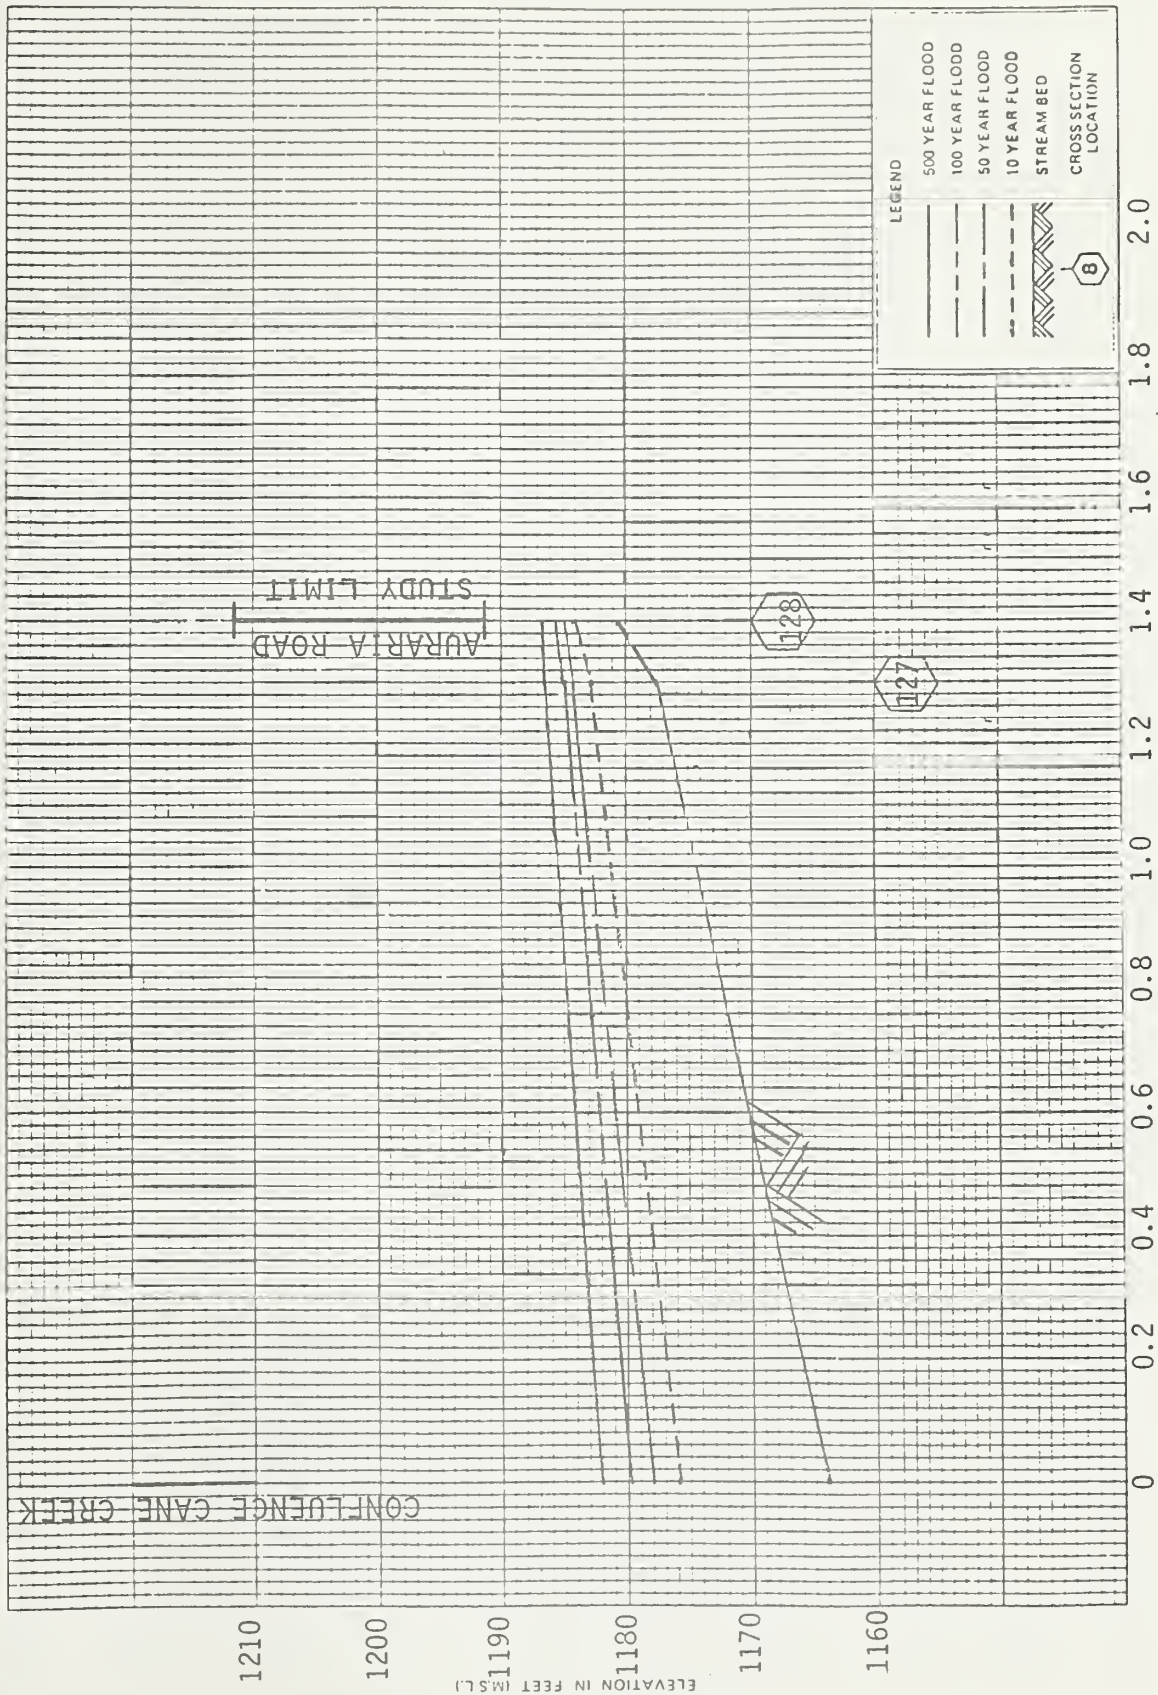 CONFLUENCE CANE CREEK
AURARIA ROAD
STUDY LIMIT
128
127
ELEVATION IN FEET (M.S.L.)
1210
1200
1190
1180
1170
1160
0
0.2
0.4
0.6
0.8
1.0
1.2
1.4
1.6
1.8
2.0
LEGEND
500 YEAR FLOOD
100 YEAR FLOOD
50 YEAR FLOOD
10 YEAR FLOOD
STREAM BED
8
CROSS SECTION
LOCATION